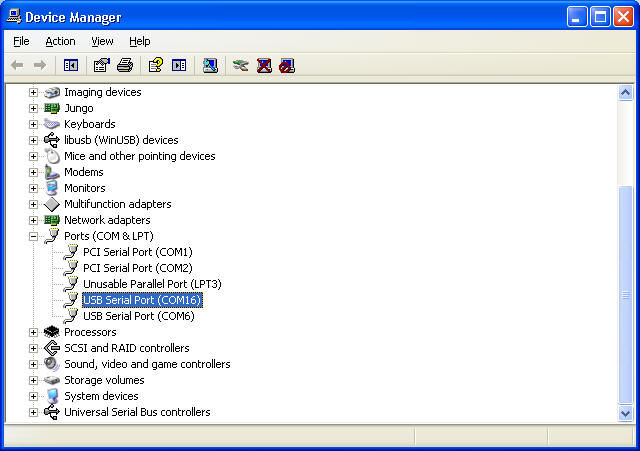 Device Manager
File Action View Help
Imaging devices
Jungo
Keyboards
libusb (WinUSB) devices
Mice and other pointing devices
Modems
Monitors
Multifunction adapters
Network adapters
Ports (COM & LPT)
PCI Serial Port (COM1)
PCI Serial Port (COM2)
Unusable Parallel Port (LPT3)
USB Serial Port (COM16)
USB Serial Port (COM6)
Processors
SCSI and RAID controllers
Sound, video and game controllers
Storage volumes
System devices
Universal Serial Bus controllers